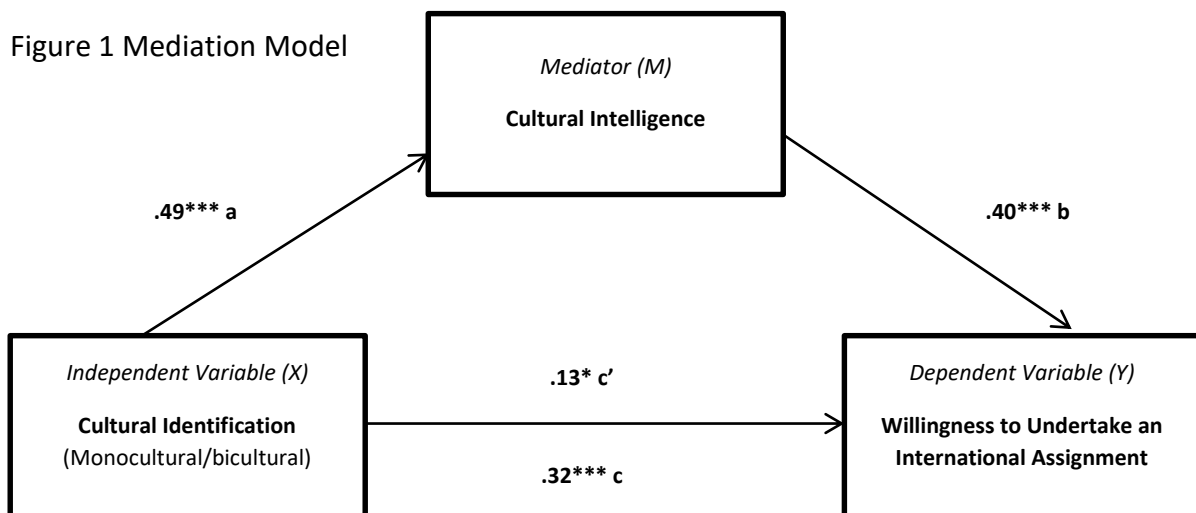 Figure 1 Mediation Model
Mediator (M)
Cultural Intelligence
.49*** a
.40*** b
Independent Variable (X)
Cultural Identification
(Monocultural/bicultural)
.13* c’
.32*** c
Dependent Variable (Y)
Willingness to Undertake an
International Assignment